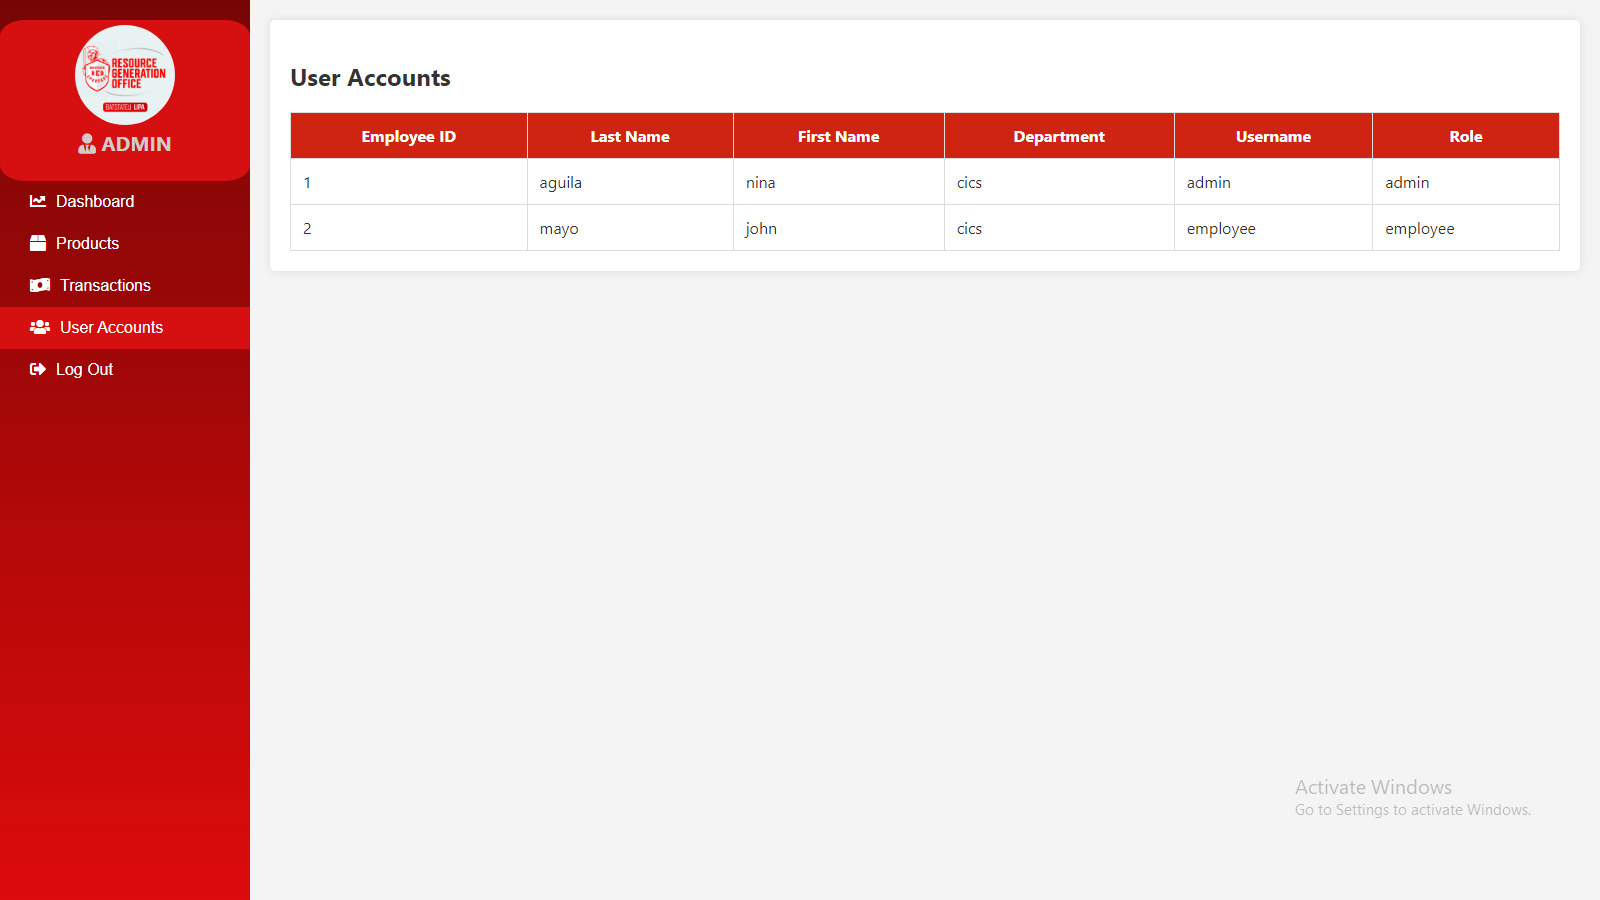 RESOURCE
GENERATION
OFFICE
BATSTATEU LIPA
ADMIN
Dashboard
Products
Transactions
User Accounts
Log Out
User Accounts
Employee ID Last Name First Name Department Username Role
1 aguila nina cics admin admin
2 mayo john cics employee employee
Activate Windows
Go to Settings to activate Windows.